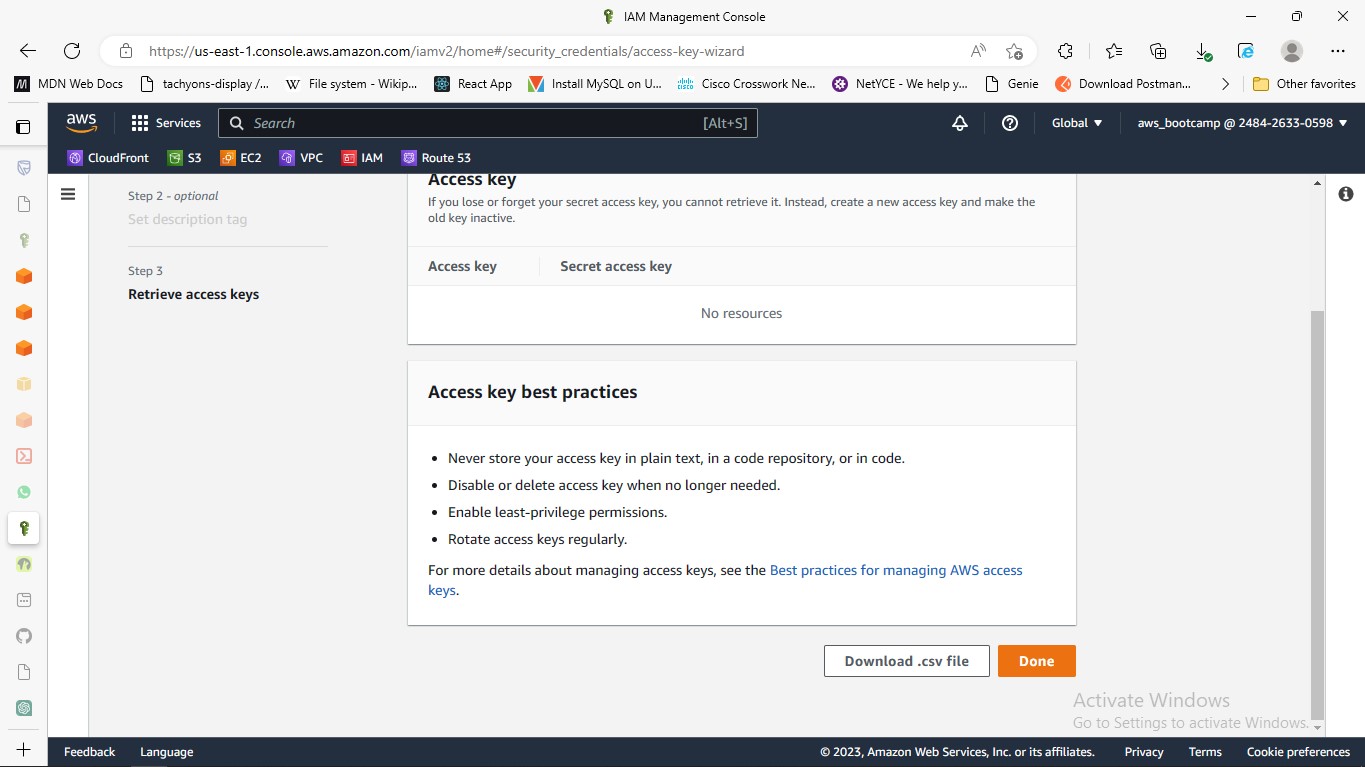 IAM Management Console
https://us-east-1.console.aws.amazon.com/iamv2/home#/security_credentials/access-key-wizard
MDN Web Docs
tachyons-display /...
File system - Wikip...
React App
Install MySQL on U...
Cisco Crosswork Ne...
NetYCE - We help y...
Genie
Download Postman...
Other favorites
aws
Services
Search
[Alt+S]
Global
aws_bootcamp @ 2484-2633-0598
CloudFront
S3
EC2
VPC
IAM
Route 53
Step 2 - optional
Set description tag
Step 3
Retrieve access keys
Access key
If you lose or forget your secret access key, you cannot retrieve it. Instead, create a new access key and make the
old key inactive.
Access key
Secret access key
No resources
Access key best practices
• Never store your access key in plain text, in a code repository, or in code.
• Disable or delete access key when no longer needed.
• Enable least-privilege permissions.
• Rotate access keys regularly.
For more details about managing access keys, see the Best practices for managing AWS access
keys.
Download .csv file
Done
Activate Windows
Go to Settings to activate Windows.
Feedback
Language
© 2023, Amazon Web Services, Inc. or its affiliates.
Privacy
Terms
Cookie preferences